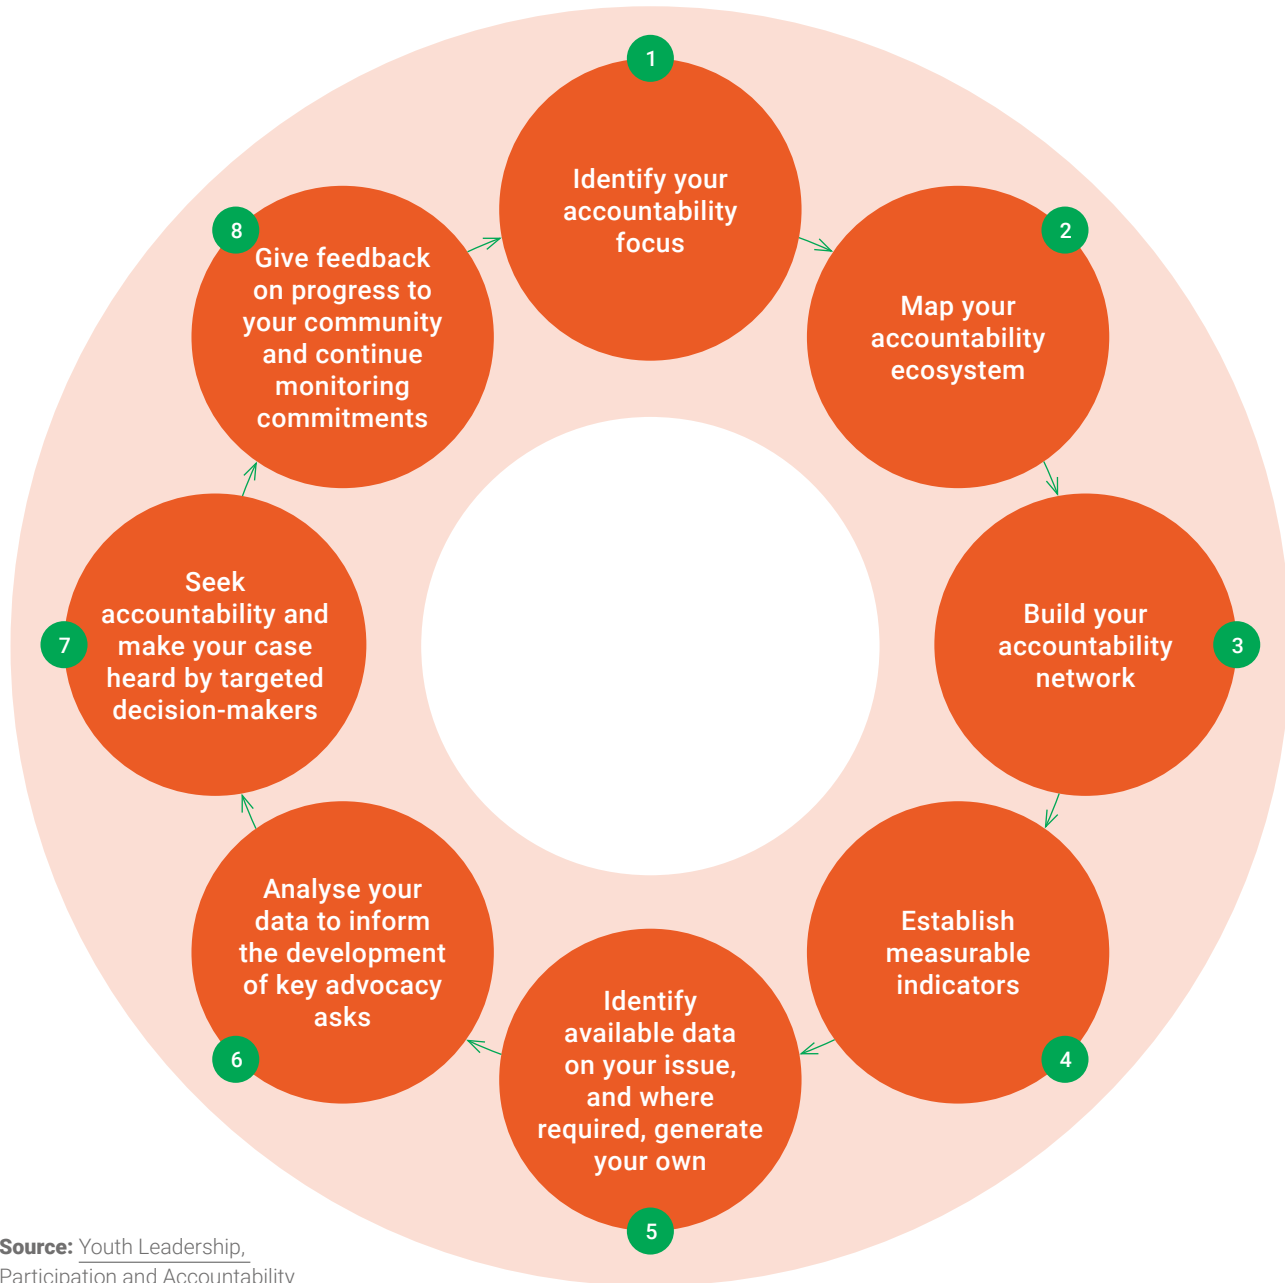 1
Identify your
accountability
focus
2
Map your
accountability
ecosystem
3
Build your
accountability
network
4
Establish
measurable
indicators
5
Identify
available data
on your issue,
and where
required, generate
your own
6
Analyse your
data to inform
the development
of key advocacy
asks
7
Seek
accountability and
make your case
heard by targeted
decision-makers
8
Give feedback
on progress to
your community
and continue
monitoring
commitments
Source: Youth Leadership,
Participation and Accountability